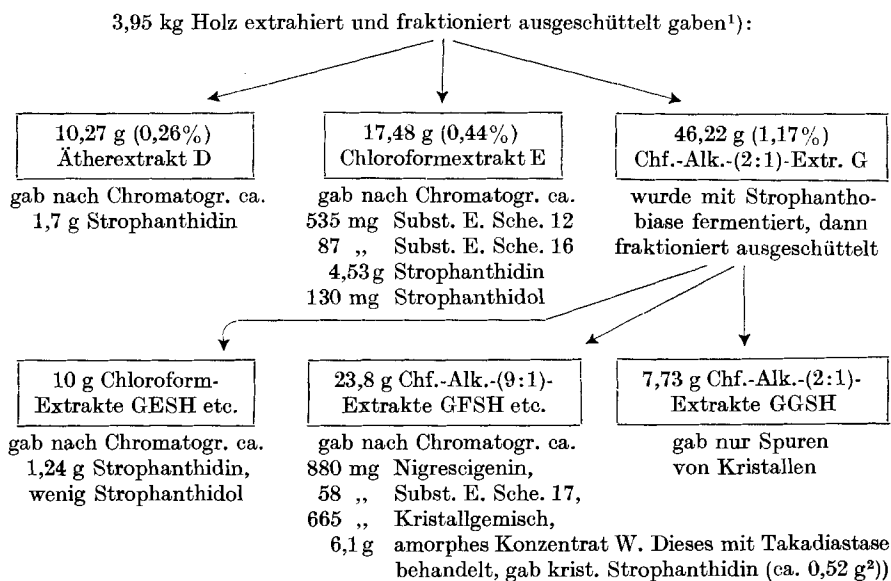 3,95 kg Holz extrahiert und fraktioniert ausgeschüttelt gaben¹):
10,27 g (0,26%)
Ätherextrakt D
gab nach Chromatogr. ca.
1,7 g Strophanthidin
17,48 g (0,44%)
Chloroformextrakt E
gab nach Chromatogr. ca.
535 mg Subst. E. Sche. 12
87 ,, Subst. E. Sche. 16
4,53 g Strophanthidin
130 mg Strophanthidol
46,22 g (1,17%)
Chf.-Alk.-(2:1)-Extr. G
wurde mit Strophantho-
biase fermentiert, dann
fraktioniert ausgeschüttelt
10 g Chloroform-
Extrakte GESH etc.
gab nach Chromatogr. ca.
1,24 g Strophanthidin,
wenig Strophanthidol
23,8 g Chf.-Alk.-(9:1)-
Extrakte GFSH etc.
gab nach Chromatogr. ca.
880 mg Nigrescigenin,
58 ,, Subst. E. Sche. 17,
665 ,, Kristallgemisch,
6,1 g amorphes Konzentrat W. Dieses mit Takadiastase
behandelt, gab krist. Strophanthidin (ca. 0,52 g²))
7,73 g Chf.-Alk.-(2:1)-
Extrakte GGSH
gab nur Spuren
von Kristallen